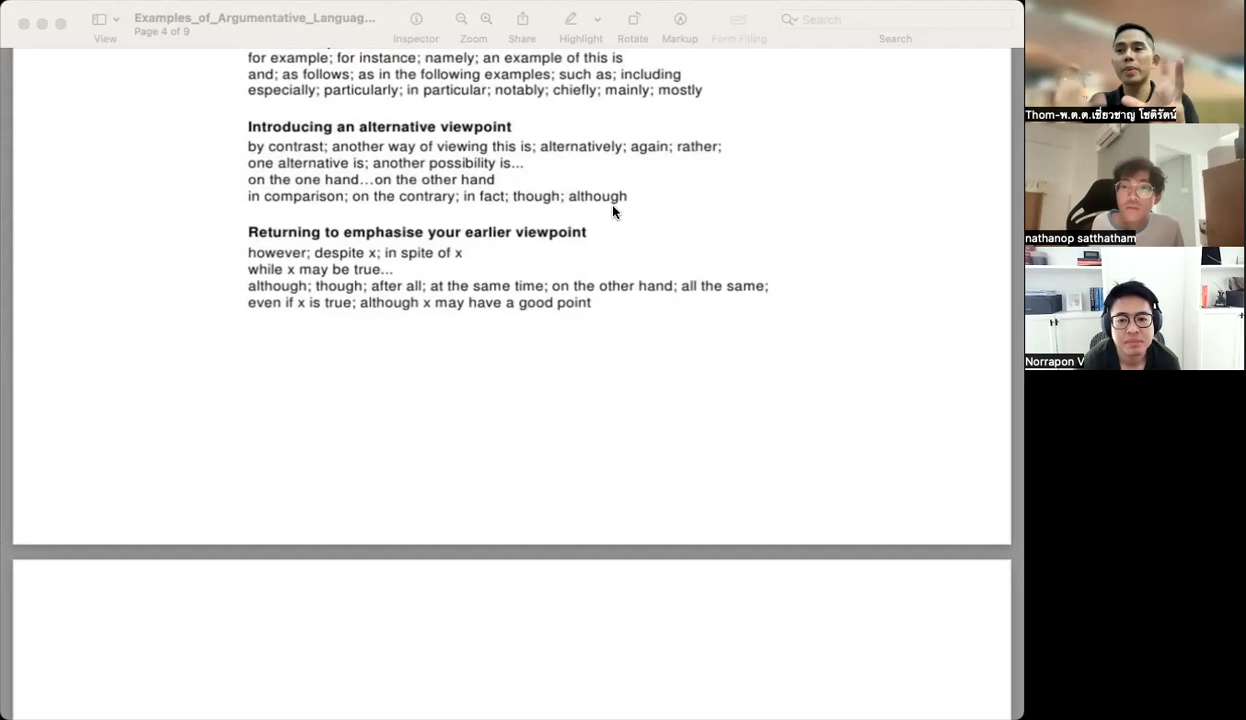 Examples_of_Argumentative_Languag...
Page 4 of 9
View
Inspector
Zoom
Share
Highlight
Rotate
Markup
Form Filling
Search
Search
for example; for instance; namely; an example of this is
and; as follows; as in the following examples; such as; including
especially; particularly; in particular; notably; chiefly; mainly; mostly
Introducing an alternative viewpoint
by contrast; another way of viewing this is; alternatively; again; rather;
one alternative is; another possibility is...
on the one hand...on the other hand
in comparison; on the contrary; in fact; though; although
Returning to emphasise your earlier viewpoint
however; despite x; in spite of x
while x may be true...
although; though; after all; at the same time; on the other hand; all the same;
even if x is true; although x may have a good point
Thom-พ.ต.ต.เชี่ยวชาญ โชติรัตน์
nathanop satthatham
Norrapon V